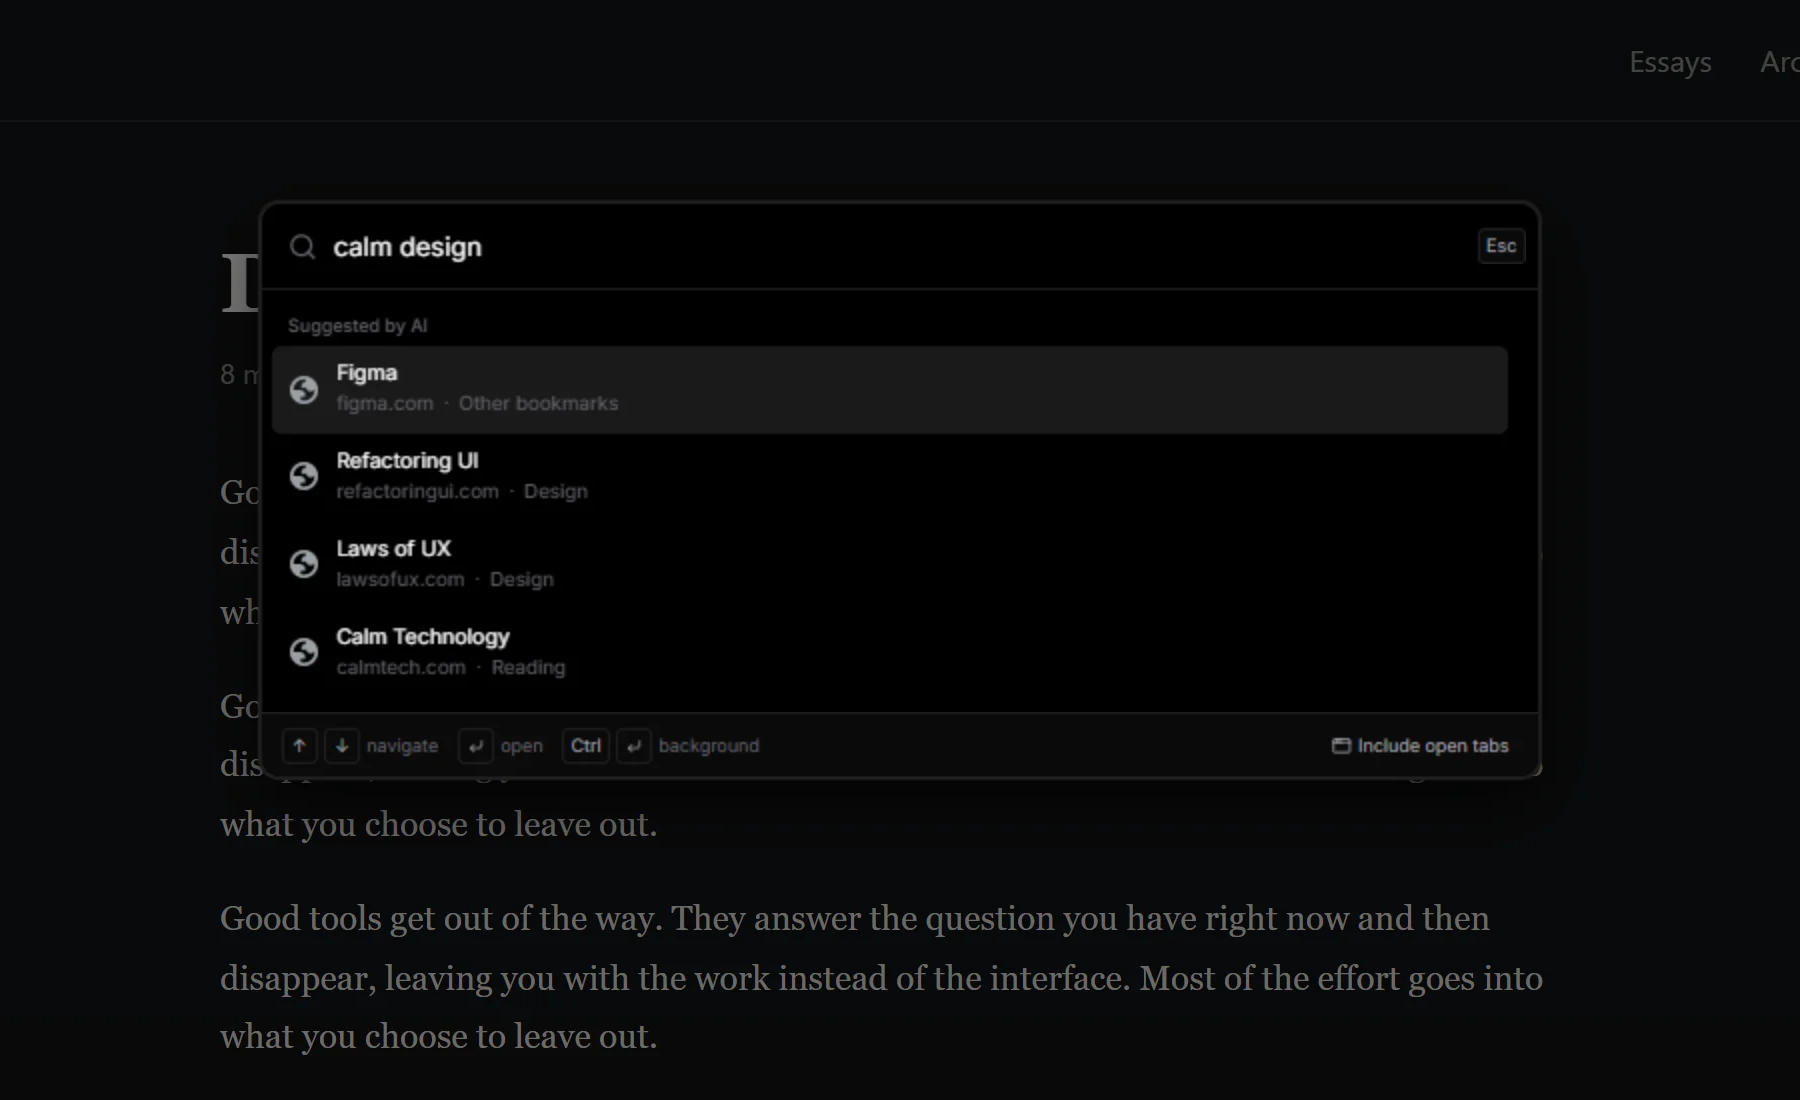 Essays
calm design
Esc
8
Suggested by AI
Figma
figma.com · Other bookmarks
Refactoring UI
refactoringui.com · Design
Laws of UX
lawsofux.com · Design
Calm Technology
calmtech.com · Reading
↑ ↓ navigate ↵ open Ctrl ↵ background
Include open tabs
what you choose to leave out.
Good tools get out of the way. They answer the question you have right now and then
disappear, leaving you with the work instead of the interface. Most of the effort goes into
what you choose to leave out.